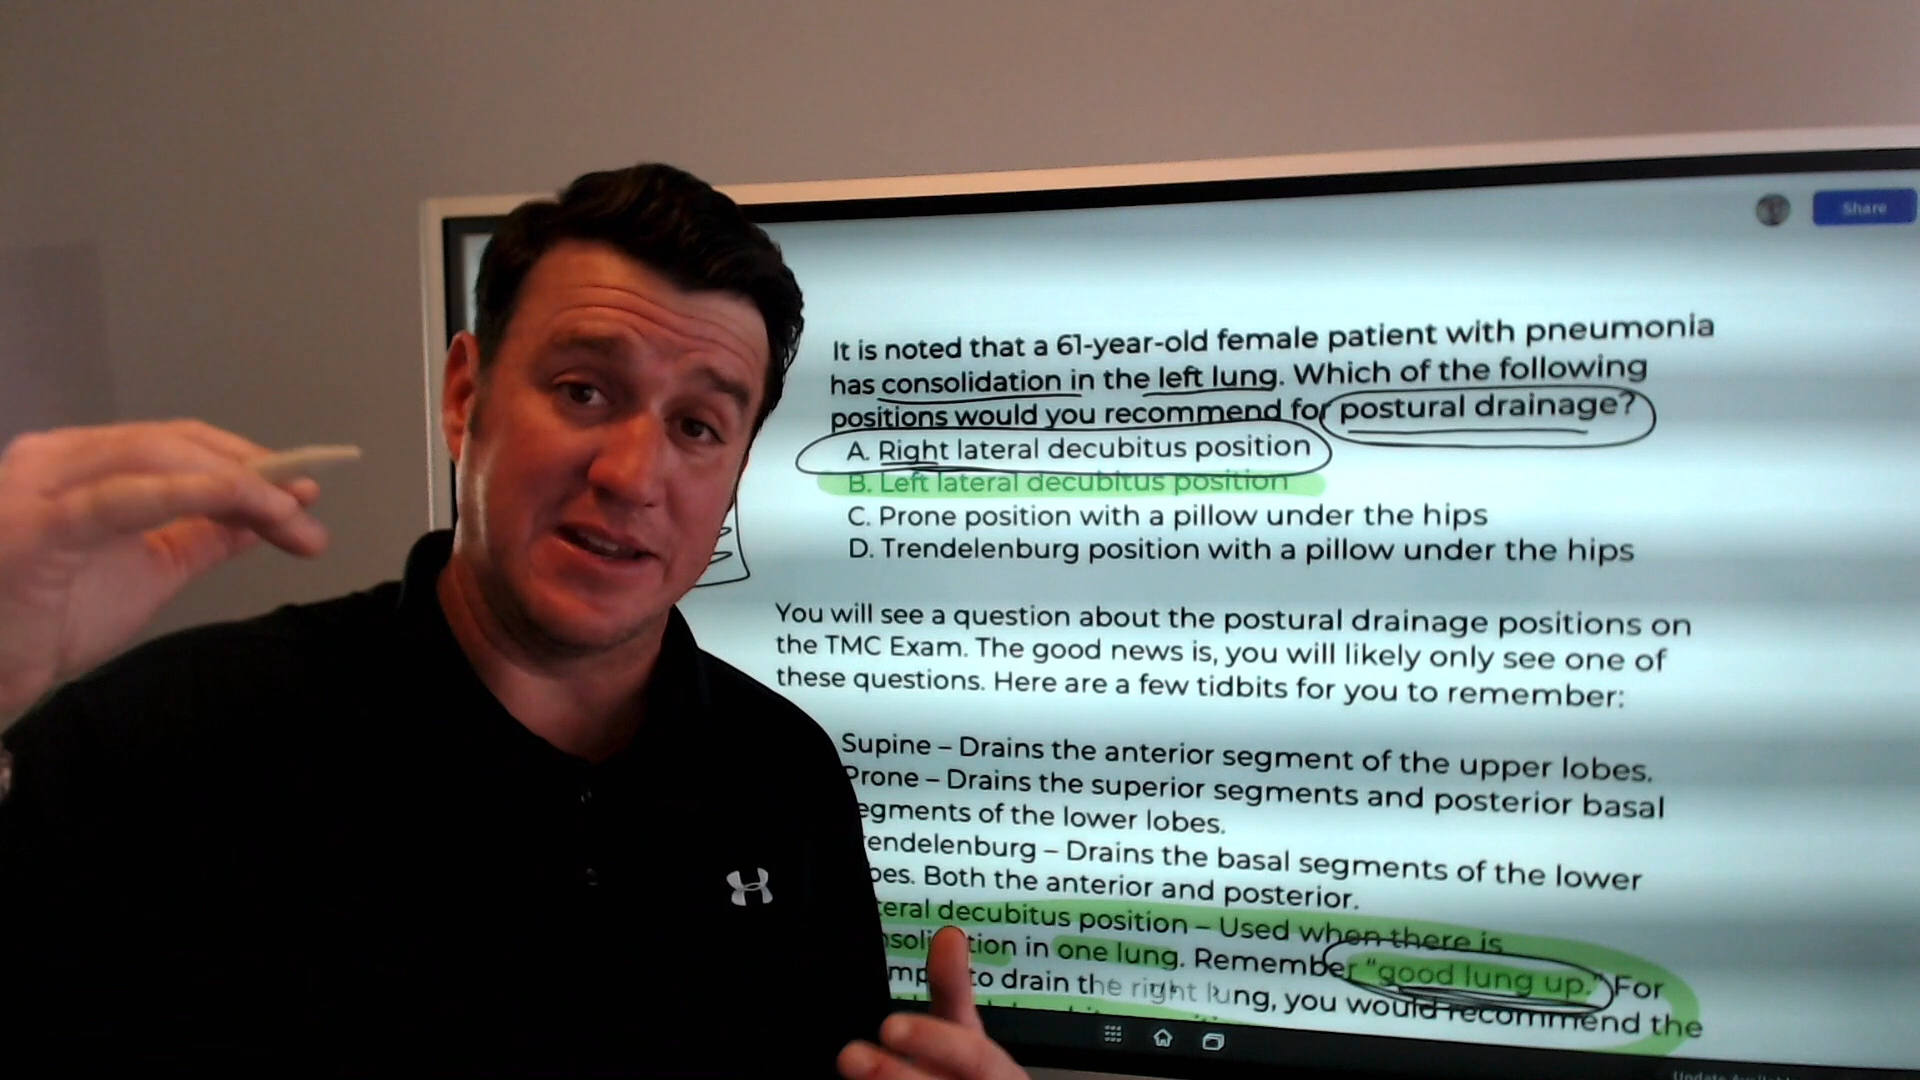 Share
It is noted that a 61-year-old female patient with pneumonia
has consolidation in the left lung. Which of the following
positions would you recommend for postural drainage?
A. Right lateral decubitus position
B. Left lateral decubitus position
C. Prone position with a pillow under the hips
D. Trendelenburg position with a pillow under the hips
You will see a question about the postural drainage positions on
the TMC Exam. The good news is, you will likely only see one of
these questions. Here are a few tidbits for you to remember:
Supine – Drains the anterior segment of the upper lobes.
Prone – Drains the superior segments and posterior basal
egments of the lower lobes.
endelenburg – Drains the basal segments of the lower
bes. Both the anterior and posterior.
teral decubitus position – Used when there is
in one lung. Remember "good lung up." For
to drain the right lung, you would recommend the
Update